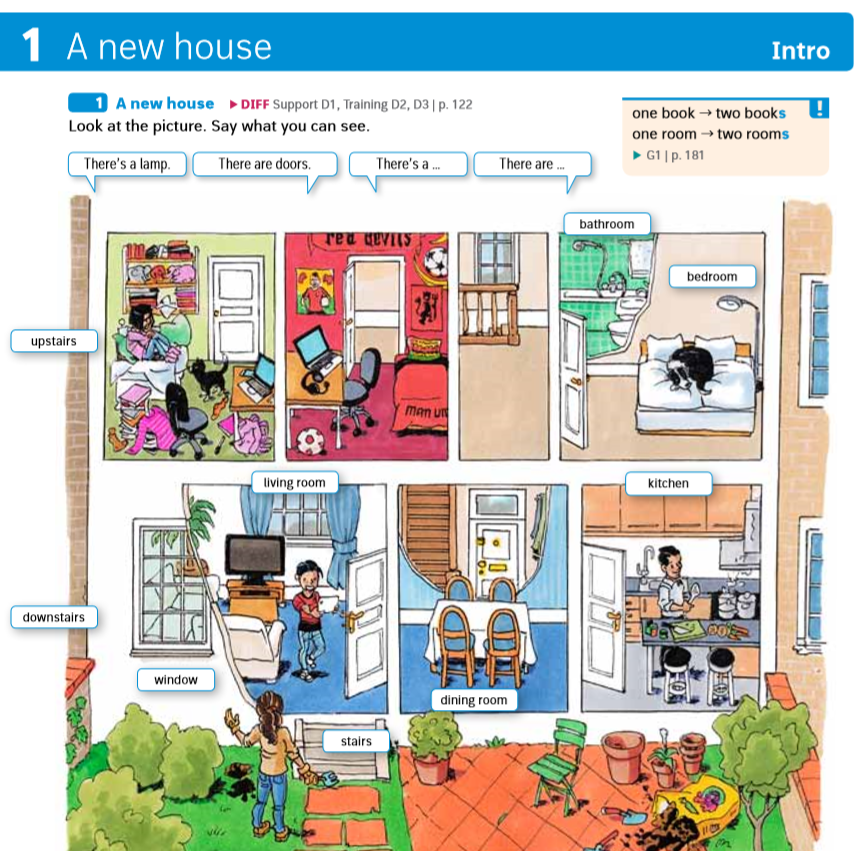 1 A new house
Intro
1 A new house ▶ DIFF Support D1, Training D2, D3 | p. 122
Look at the picture. Say what you can see.
one book → two books
one room → two rooms
▶ G1 | p. 181
!
There's a lamp.
There are doors.
There's a ...
There are ...
red devils
bathroom
bedroom
upstairs
man un
living room
kitchen
downstairs
window
dining room
stairs